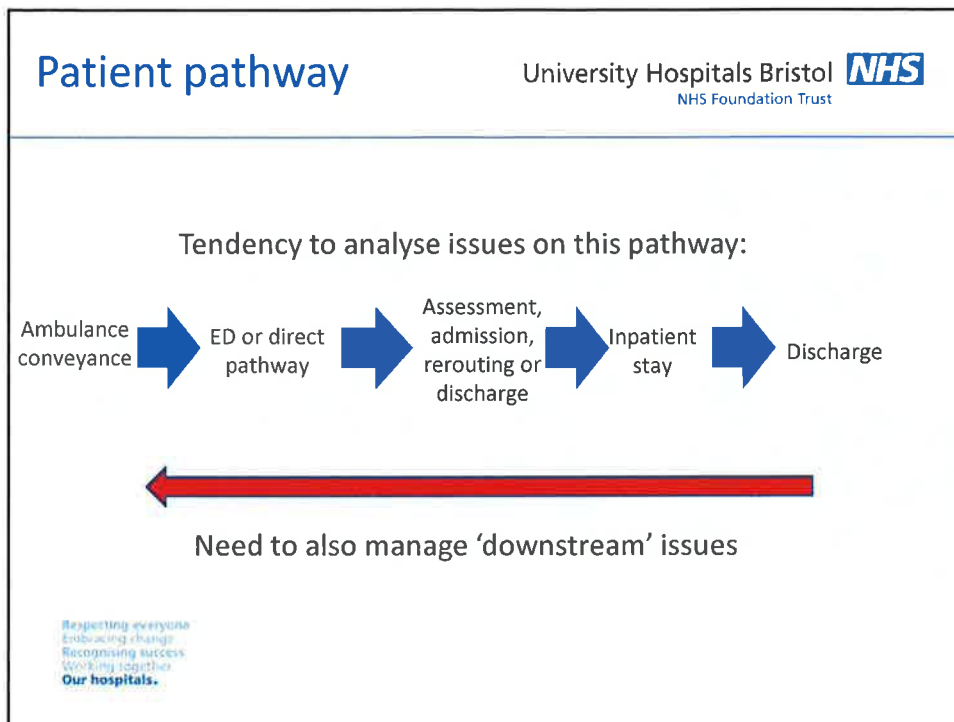 Patient pathway
University Hospitals Bristol NHS
NHS Foundation Trust
Tendency to analyse issues on this pathway:
Ambulance
conveyance
ED or direct
pathway
Assessment,
admission,
rerouting or
discharge
Inpatient
stay
Discharge
Need to also manage ‘downstream’ issues
Respecting everyone
Embracing change
Recognising success
Working together
Our hospitals.